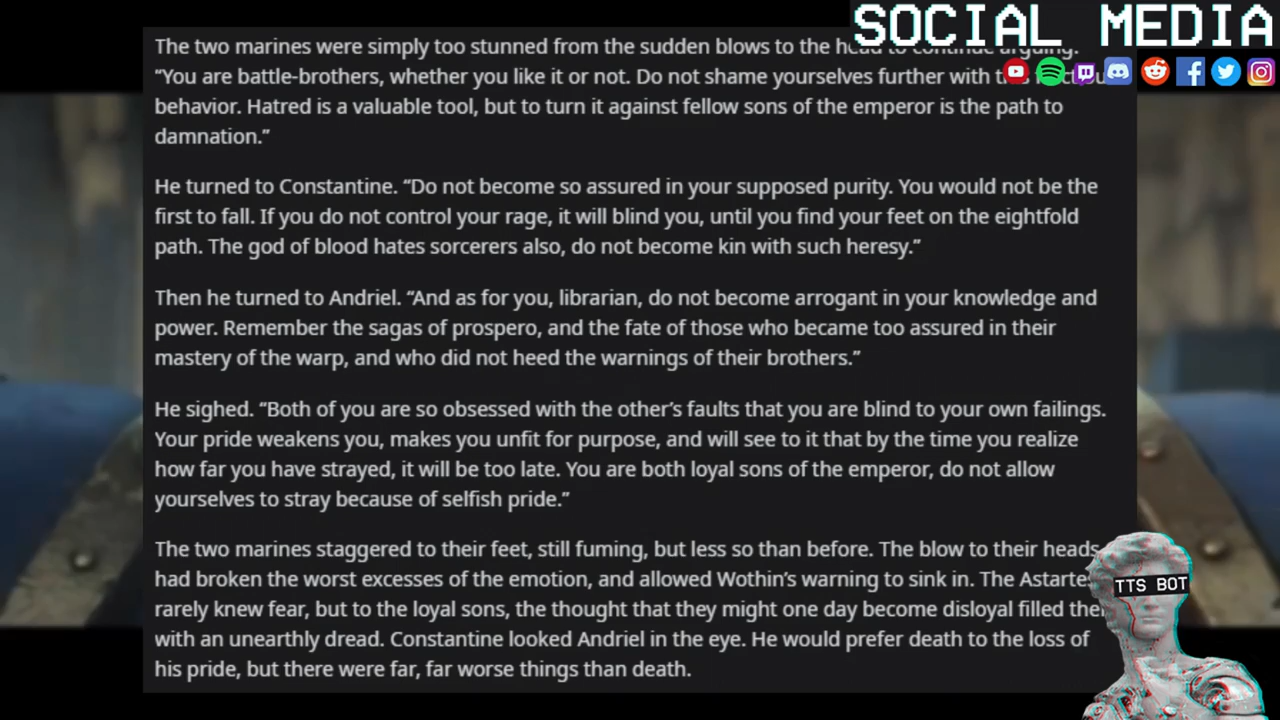 SOCIAL MEDIA
The two marines were simply too stunned from the sudden blows to the head to continue arguing.
“You are battle-brothers, whether you like it or not. Do not shame yourselves further with this
behavior. Hatred is a valuable tool, but to turn it against fellow sons of the emperor is the path to
damnation.”
He turned to Constantine. “Do not become so assured in your supposed purity. You would not be the
first to fall. If you do not control your rage, it will blind you, until you find your feet on the eightfold
path. The god of blood hates sorcerers also, do not become kin with such heresy.”
Then he turned to Andriel. “And as for you, librarian, do not become arrogant in your knowledge and
power. Remember the sagas of prospero, and the fate of those who became too assured in their
mastery of the warp, and who did not heed the warnings of their brothers.”
He sighed. “Both of you are so obsessed with the other’s faults that you are blind to your own failings.
Your pride weakens you, makes you unfit for purpose, and will see to it that by the time you realize
how far you have strayed, it will be too late. You are both loyal sons of the emperor, do not allow
yourselves to stray because of selfish pride.”
The two marines staggered to their feet, still fuming, but less so than before. The blow to their heads
had broken the worst excesses of the emotion, and allowed Wothin’s warning to sink in. The Astartes
rarely knew fear, but to the loyal sons, the thought that they might one day become disloyal filled them
with an unearthly dread. Constantine looked Andriel in the eye. He would prefer death to the loss of
his pride, but there were far, far worse things than death.
TTS BOT